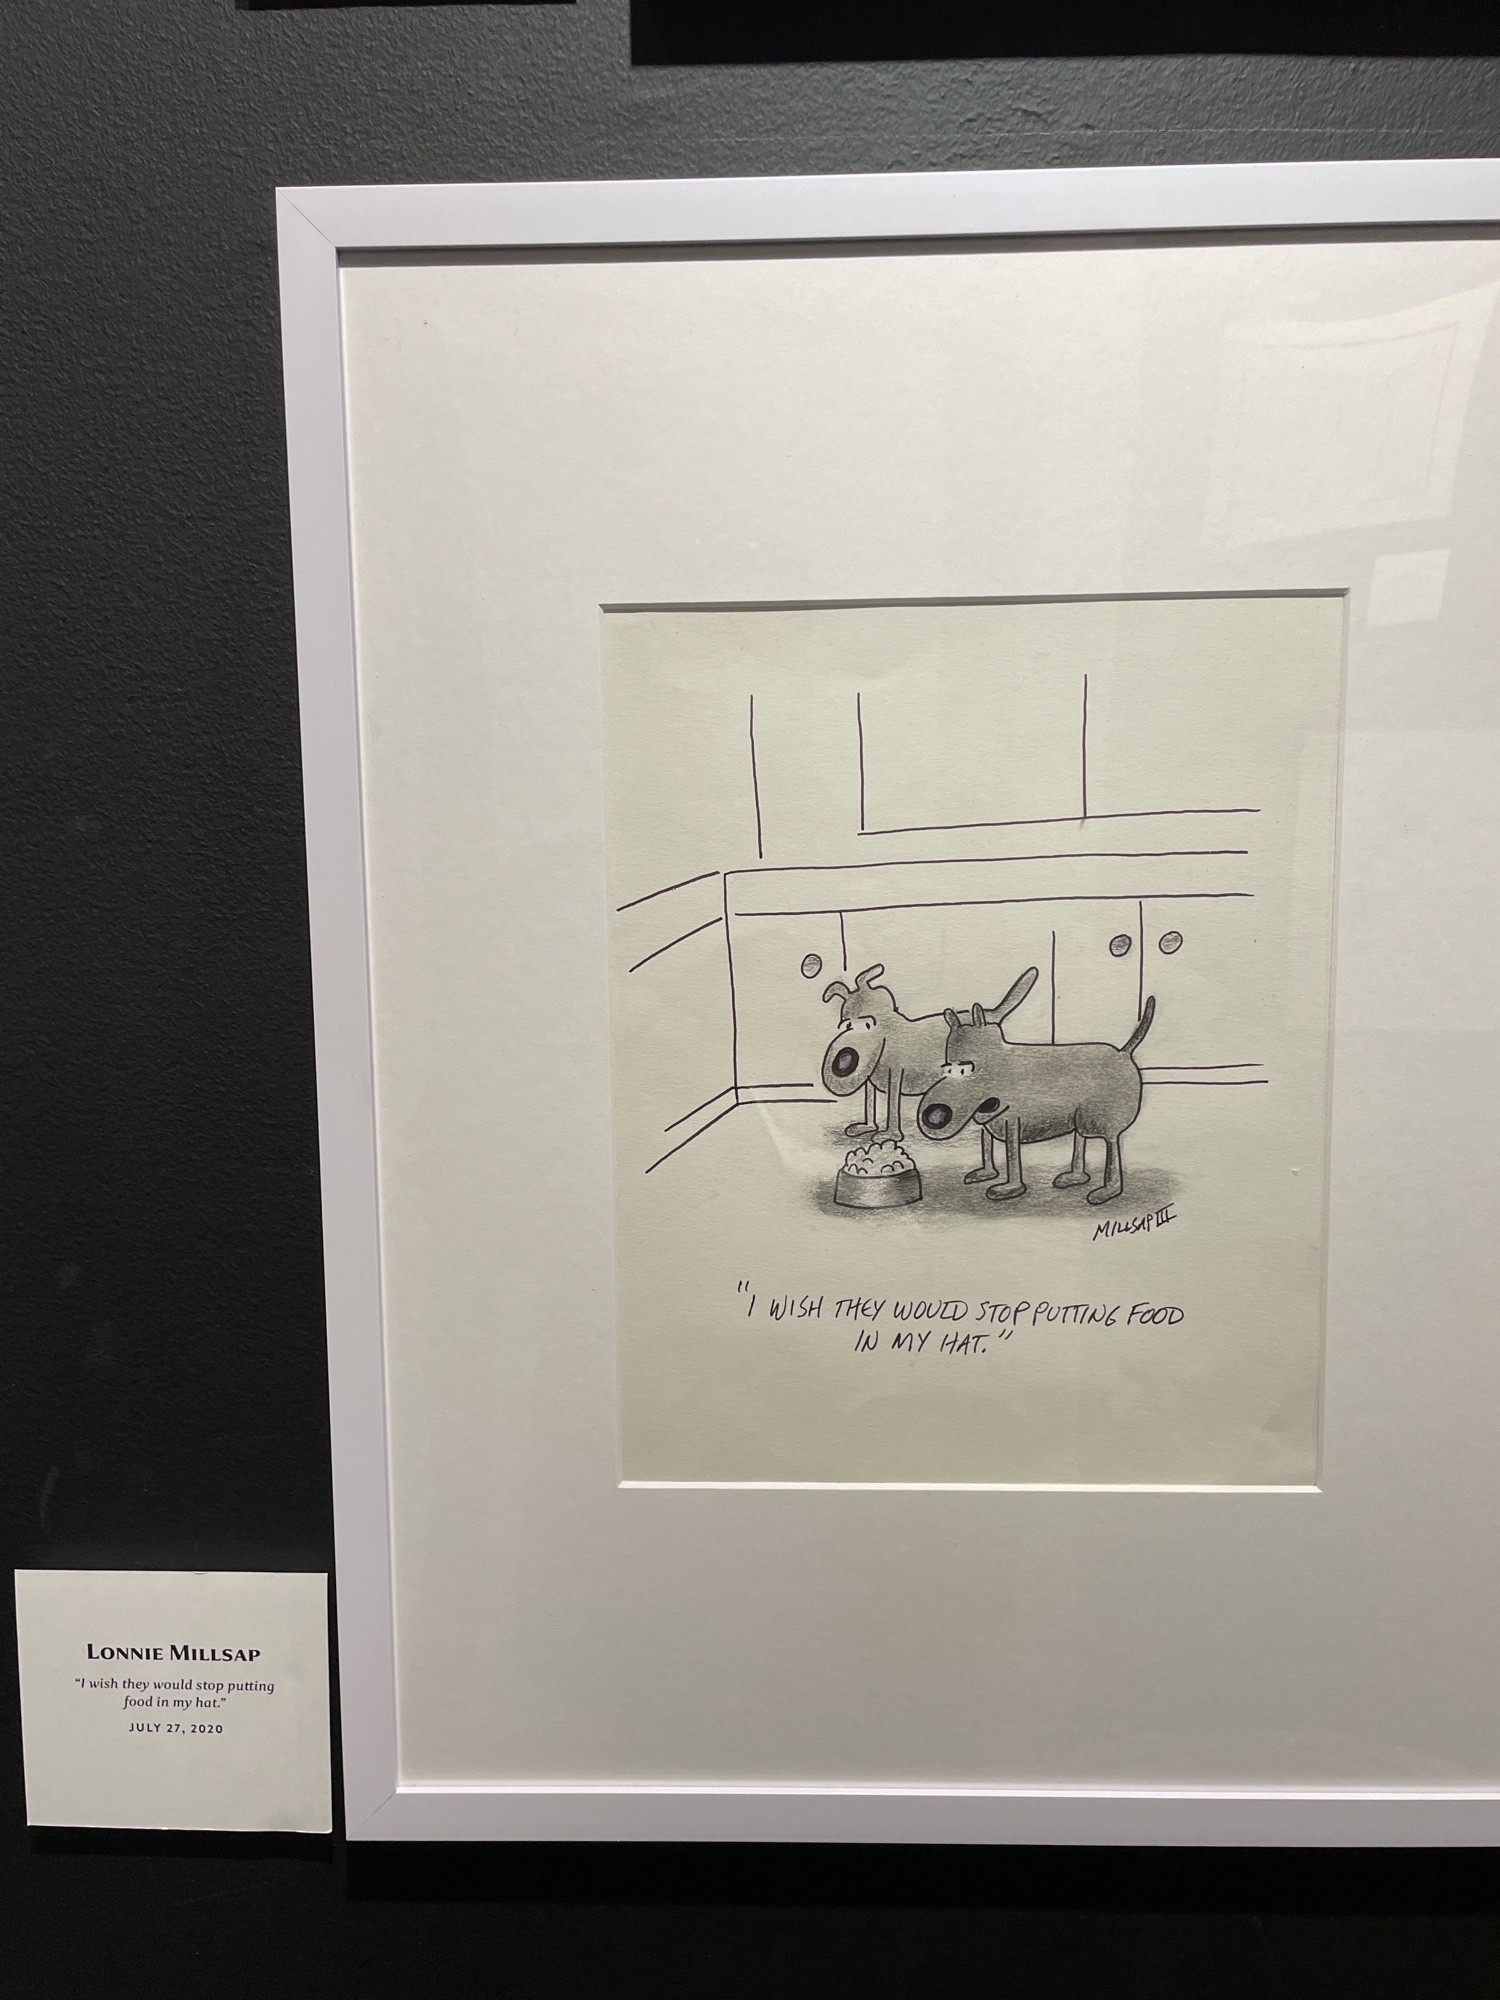 MILLSAP III
"I WISH THEY WOULD STOP PUTTING FOOD
IN MY HAT."
LONNIE MILLSAP
“I wish they would stop putting
food in my hat.”
JULY 27, 2020